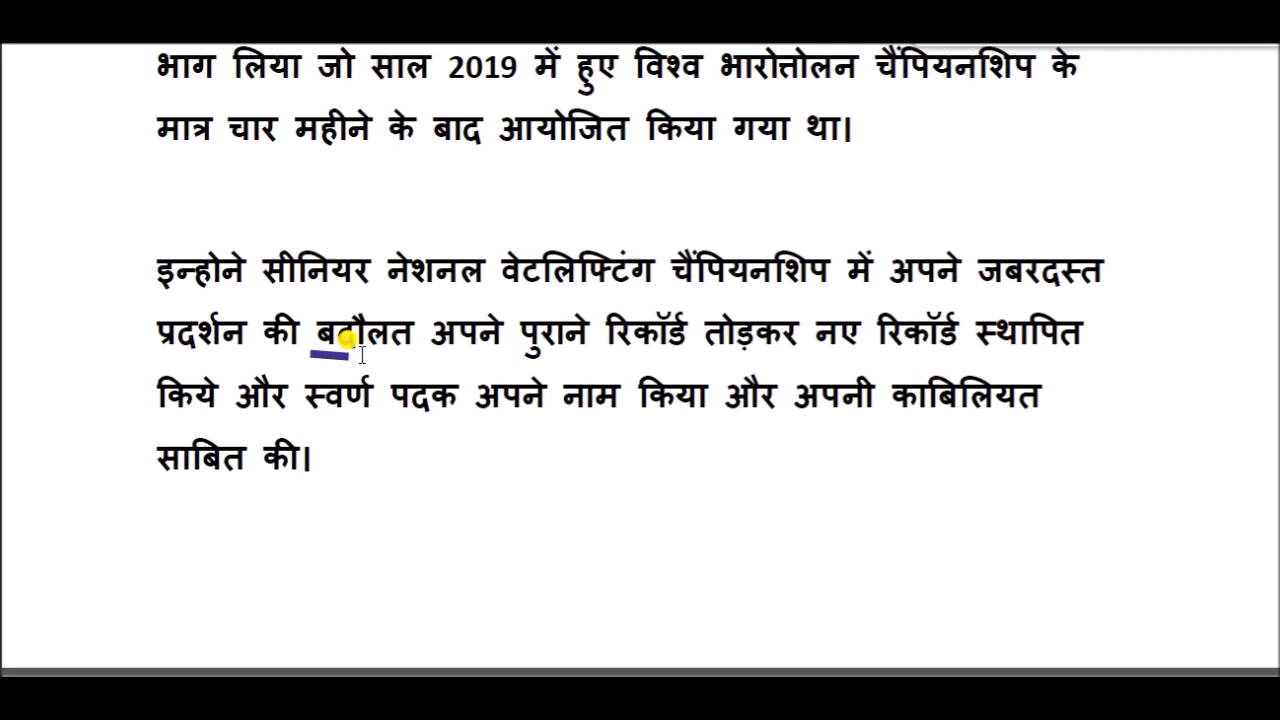 भाग लिया जो साल 2019 में हुए विश्व भारोत्तोलन चैंपियनशिप के
मात्र चार महीने के बाद आयोजित किया गया था।
इन्होने सीनियर नेशनल वेटलिफ्टिंग चैंपियनशिप में अपने जबरदस्त
प्रदर्शन की बदौलत अपने पुराने रिकॉर्ड तोड़कर नए रिकॉर्ड स्थापित
किये और स्वर्ण पदक अपने नाम किया और अपनी काबिलियत
साबित की।